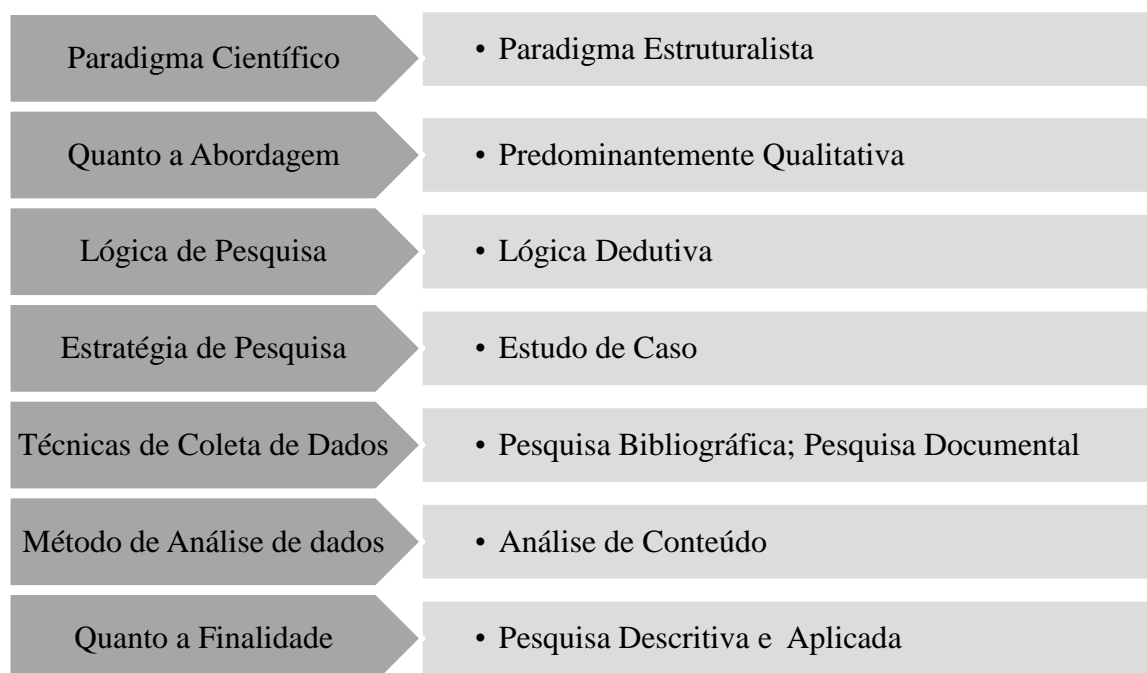 Paradigma Científico
• Paradigma Estruturalista
Quanto a Abordagem
• Predominantemente Qualitativa
Lógica de Pesquisa
• Lógica Dedutiva
Estratégia de Pesquisa
• Estudo de Caso
Técnicas de Coleta de Dados
• Pesquisa Bibliográfica; Pesquisa Documental
Método de Análise de dados
• Análise de Conteúdo
Quanto a Finalidade
• Pesquisa Descritiva e Aplicada